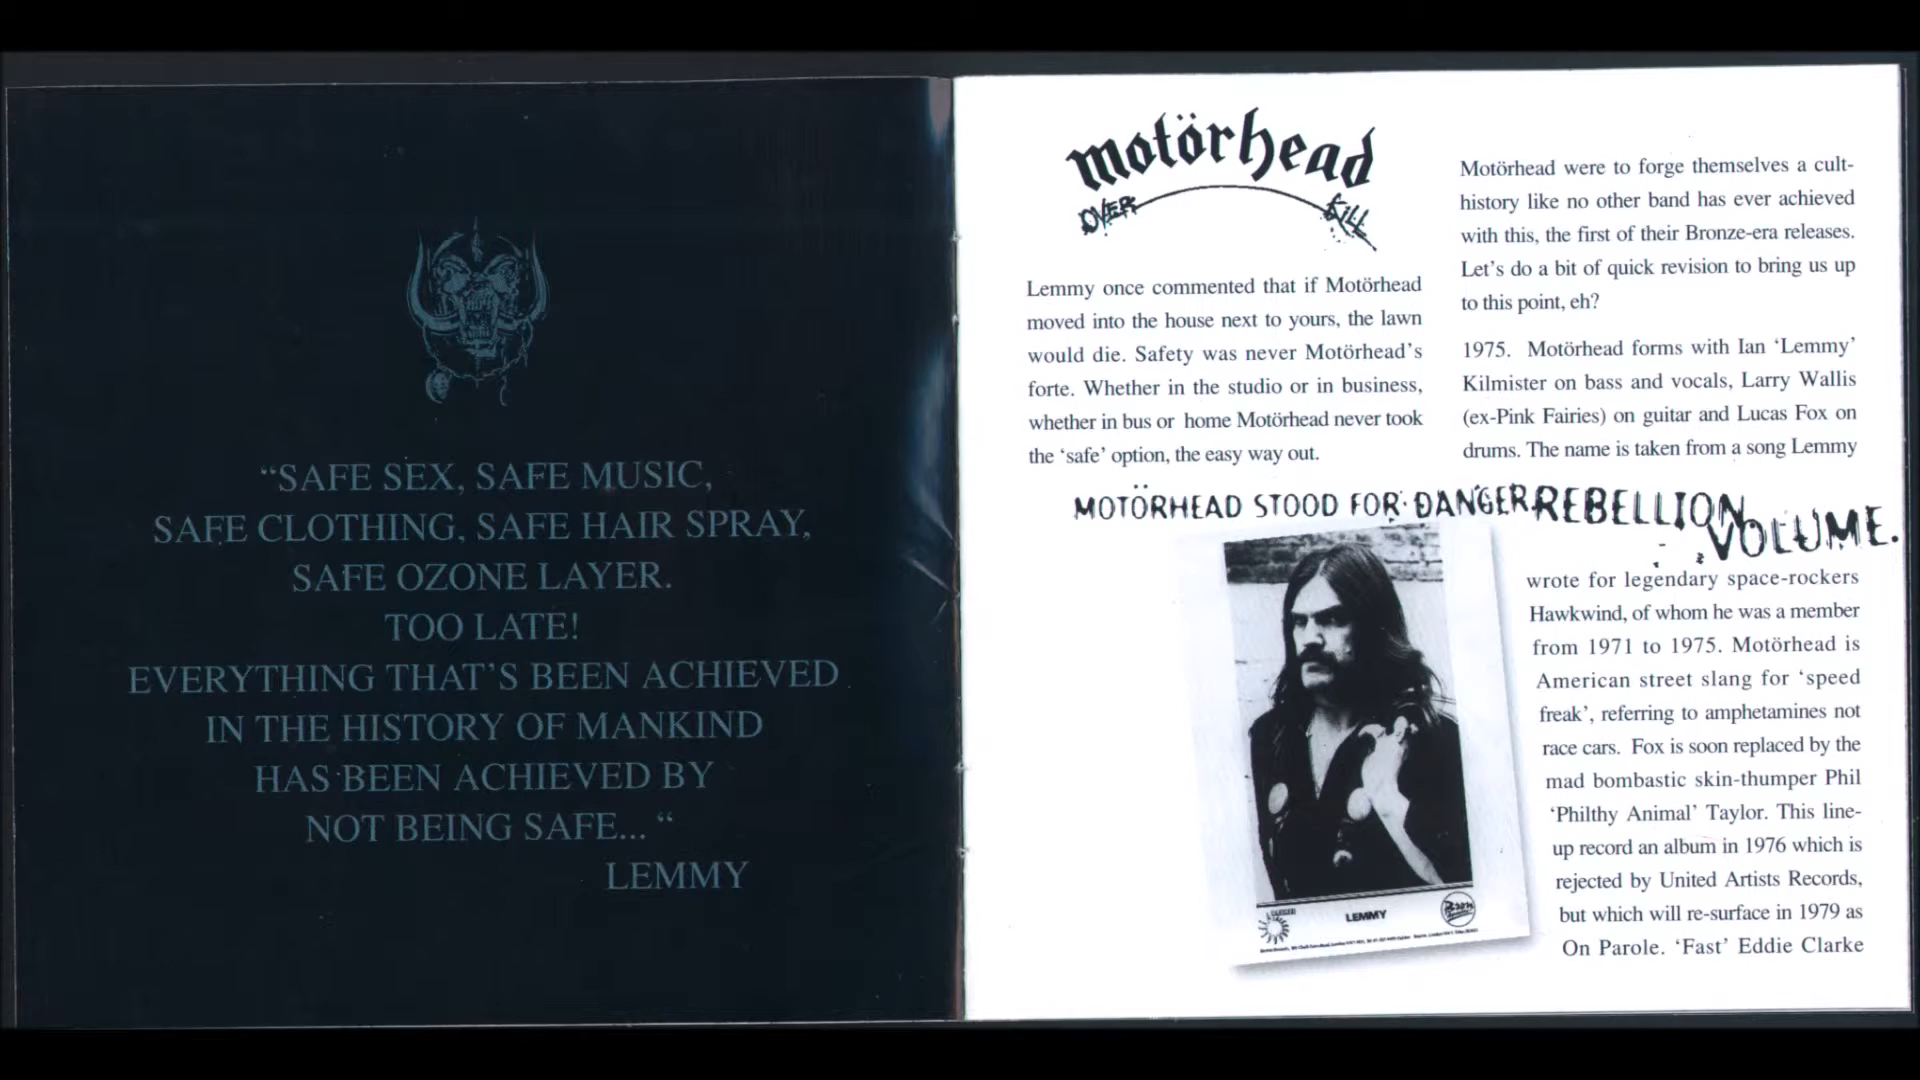 “SAFE SEX, SAFE MUSIC,
SAFE CLOTHING, SAFE HAIR SPRAY,
SAFE OZONE LAYER.
TOO LATE!
EVERYTHING THAT’S BEEN ACHIEVED
IN THE HISTORY OF MANKIND
HAS BEEN ACHIEVED BY
NOT BEING SAFE... “
LEMMY
motörhead
OVER KILL
Lemmy once commented that if Motörhead
moved into the house next to yours, the lawn
would die. Safety was never Motörhead’s
forte. Whether in the studio or in business,
whether in bus or home Motörhead never took
the ‘safe’ option, the easy way out.
Motörhead were to forge themselves a cult-
history like no other band has ever achieved
with this, the first of their Bronze-era releases.
Let’s do a bit of quick revision to bring us up
to this point, eh?
1975. Motörhead forms with Ian ‘Lemmy’
Kilmister on bass and vocals, Larry Wallis
(ex-Pink Fairies) on guitar and Lucas Fox on
drums. The name is taken from a song Lemmy
MOTÖRHEAD STOOD FOR DANGER REBELLION
VOLUME.
wrote for legendary space-rockers
Hawkwind, of whom he was a member
from 1971 to 1975. Motörhead is
American street slang for ‘speed
freak’, referring to amphetamines not
race cars. Fox is soon replaced by the
mad bombastic skin-thumper Phil
‘Philthy Animal’ Taylor. This line-
up record an album in 1976 which is
rejected by United Artists Records,
but which will re-surface in 1979 as
On Parole. ‘Fast’ Eddie Clarke
LEMMY